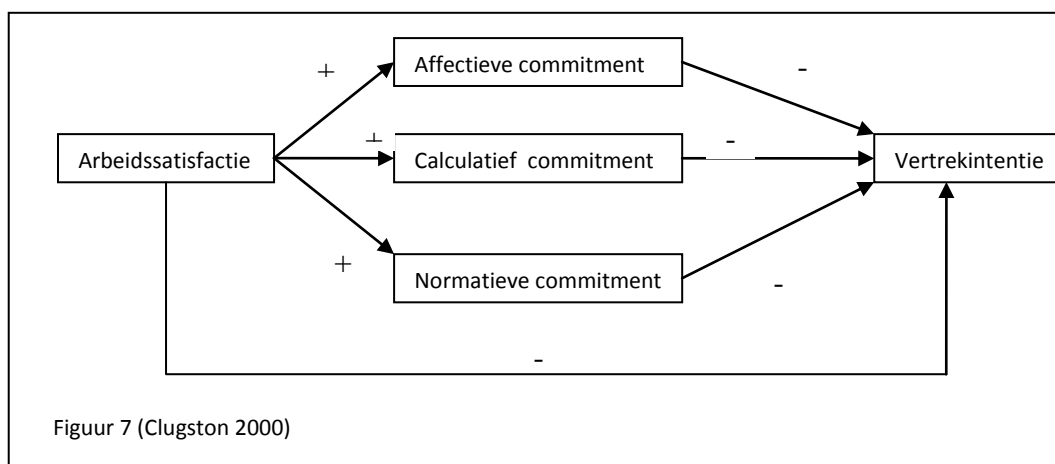 Affectieve commitment
+
-
Arbeidssatisfactie
+
Calculatief commitment
-
Vertrekintentie
+
Normatieve commitment
-
-
Figuur 7 (Clugston 2000)